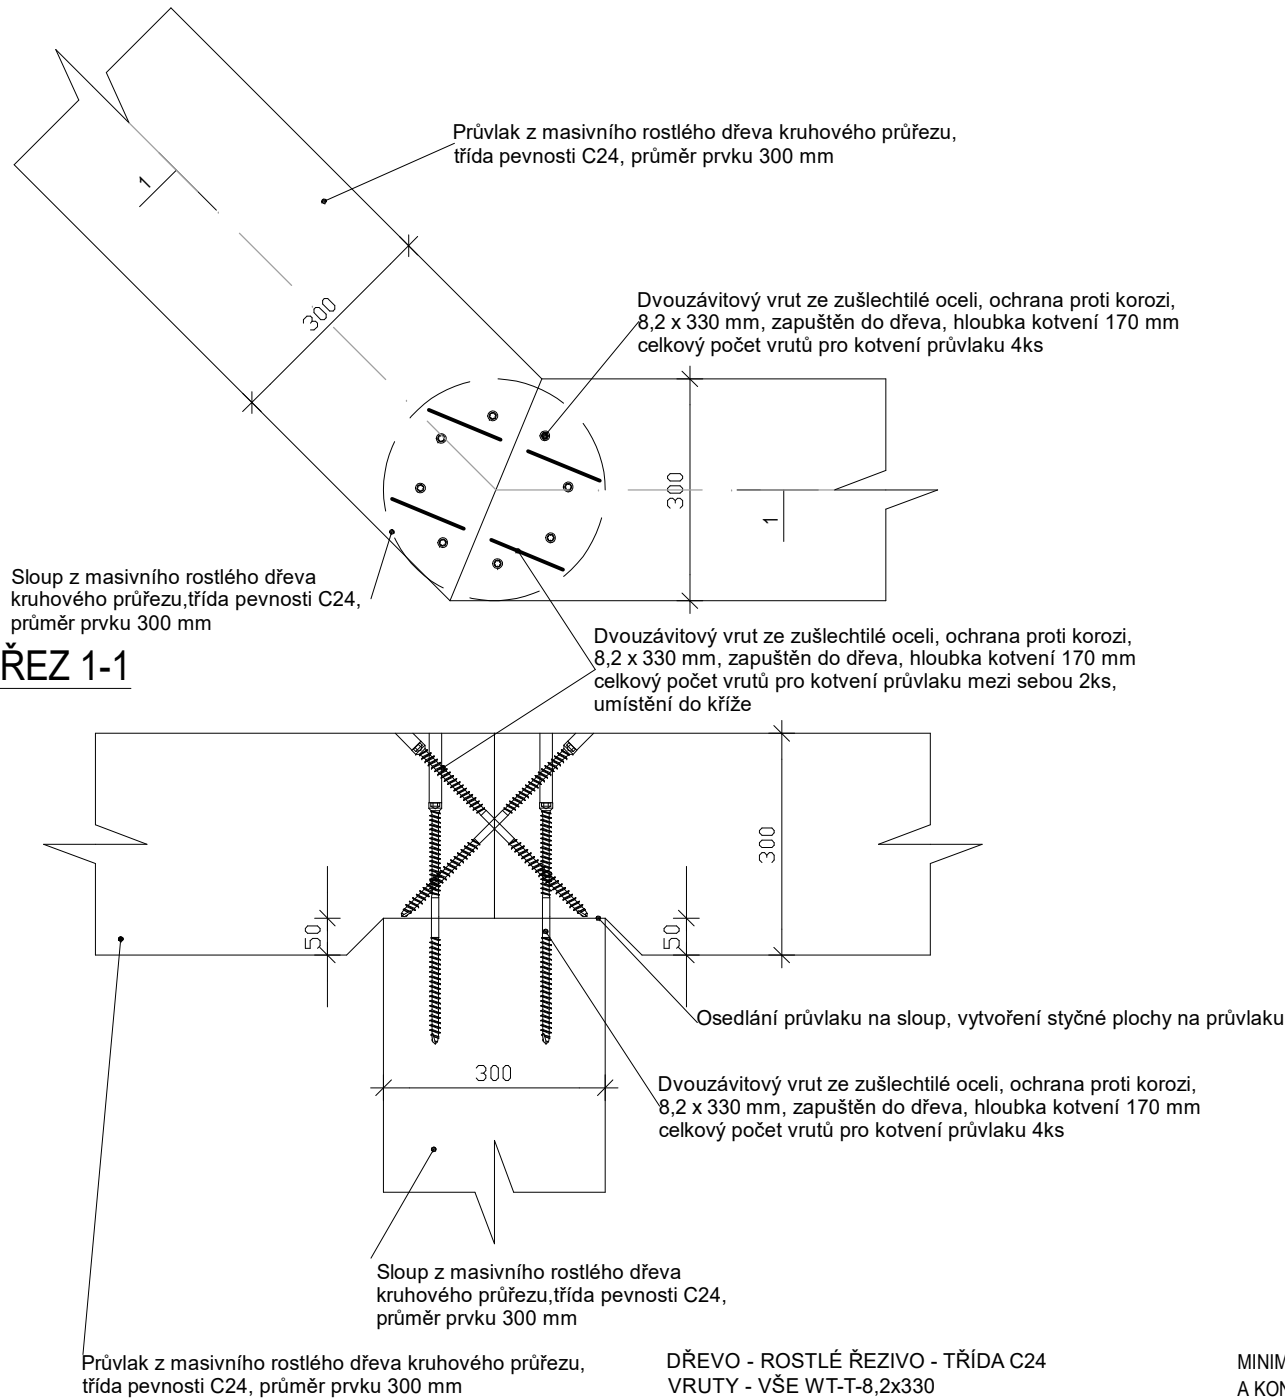 Průvlak z masivního rostlého dřeva kruhového průřezu,
třída pevnosti C24, průměr prvku 300 mm
1
300
Dvouzávitový vrut ze zušlechtilé oceli, ochrana proti korozi,
8,2 x 330 mm, zapuštěn do dřeva, hloubka kotvení 170 mm
celkový počet vrutů pro kotvení průvlaku 4ks
300
1
Sloup z masivního rostlého dřeva
kruhového průřezu,třída pevnosti C24,
průměr prvku 300 mm
ŘEZ 1-1
Dvouzávitový vrut ze zušlechtilé oceli, ochrana proti korozi,
8,2 x 330 mm, zapuštěn do dřeva, hloubka kotvení 170 mm
celkový počet vrutů pro kotvení průvlaku mezi sebou 2ks,
umístění do kříže
300
50
50
Osedlání průvlaku na sloup, vytvoření styčné plochy na průvlaku
300
Dvouzávitový vrut ze zušlechtilé oceli, ochrana proti korozi,
8,2 x 330 mm, zapuštěn do dřeva, hloubka kotvení 170 mm
celkový počet vrutů pro kotvení průvlaku 4ks
Sloup z masivního rostlého dřeva
kruhového průřezu,třída pevnosti C24,
průměr prvku 300 mm
Průvlak z masivního rostlého dřeva kruhového průřezu,
třída pevnosti C24, průměr prvku 300 mm
DŘEVO - ROSTLÉ ŘEZIVO - TŘÍDA C24
VRUTY - VŠE WT-T-8,2x330
MINIM
A KON